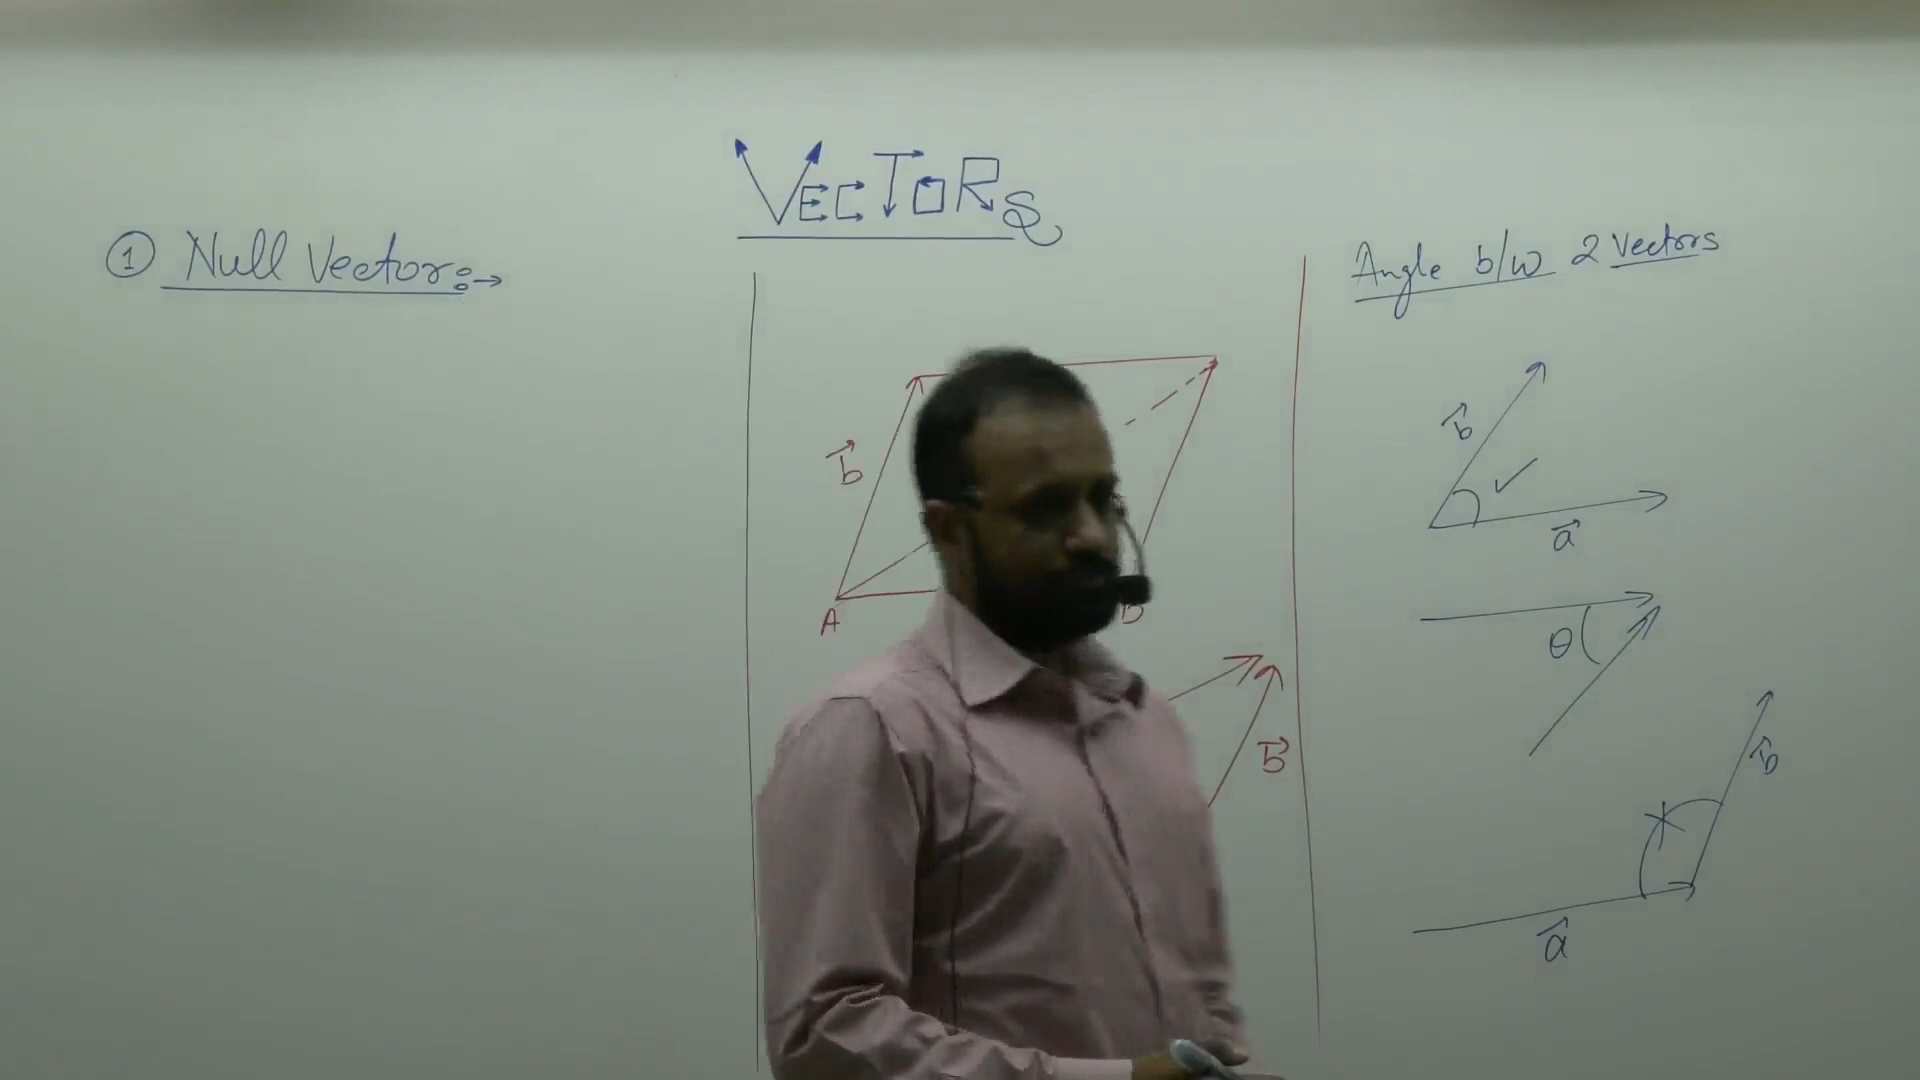 VECTORS
① Null Vector:→
b⃗
A
B
b⃗
Angle b/w 2 vectors
b⃗
a⃗
θ
b⃗
a⃗